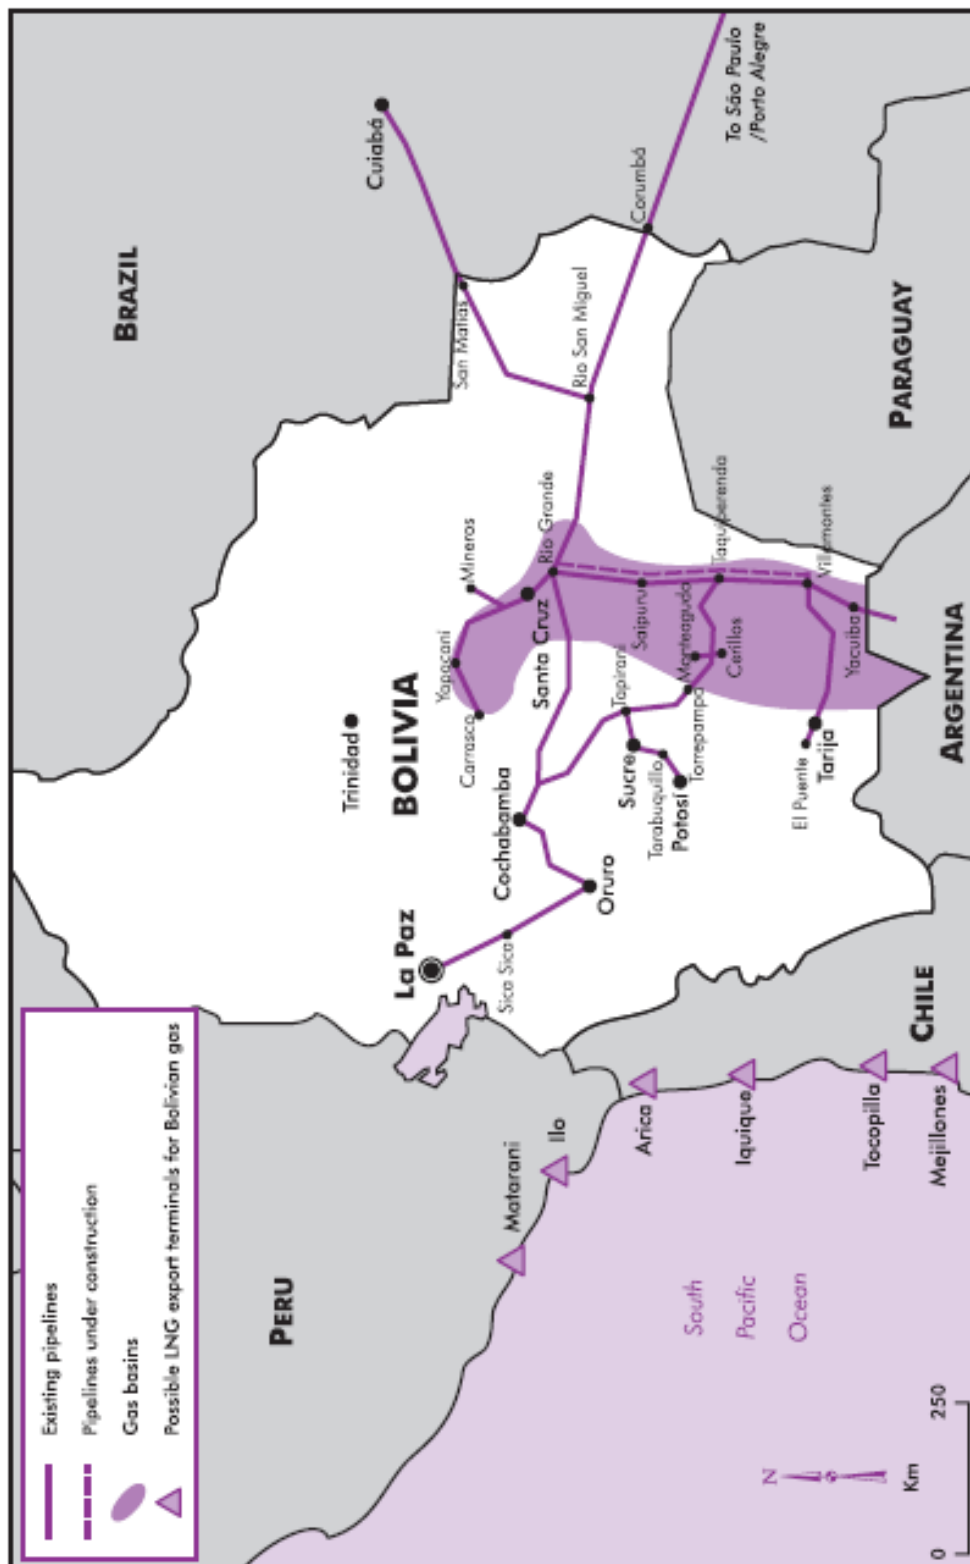 Existing pipelines
Pipelines under construction
Gas basins
Possible LNG export terminals for Bolivian gas
BRAZIL
Cuiabá
San Matias
Corumbá
To São Paulo
/Porto Alegre
Rio San Miguel
Mineros
Rio Grande
Yapacaní
Santa Cruz
Carrasco
Trinidad
BOLIVIA
Cochabamba
La Paz
Sica Sica
Oruro
Tapirani
Sucre
Tarabuquillo
Potosí
Torrepampa
Monteagudo
Cerillos
Saipuru
Taquiperenda
Villamontes
Yacuiba
El Puente
Tarija
PARAGUAY
ARGENTINA
CHILE
PERU
Matarani
Ilo
Arica
Iquique
Tocopilla
Mejillones
South
Pacific
Ocean
N
Km
0
250